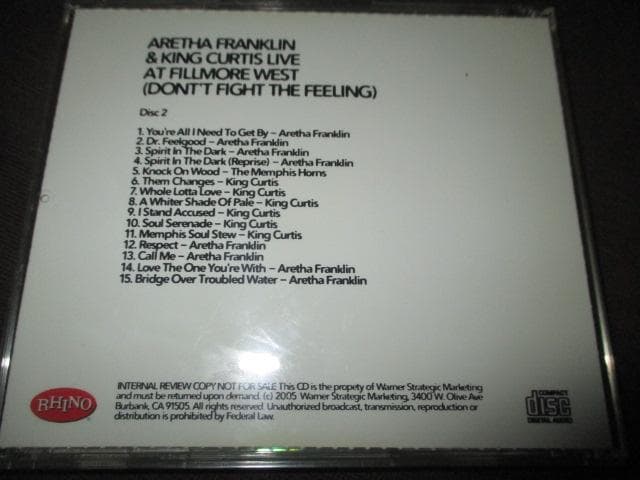 ARETHA FRANKLIN
& KING CURTIS LIVE
AT FILLMORE WEST
(DONT'T FIGHT THE FEELING)
Disc 2
1. You're All I Need To Get By – Aretha Franklin
2. Dr. Feelgood – Aretha Franklin
3. Spirit In The Dark – Aretha Franklin
4. Spirit In The Dark (Reprise) – Aretha Franklin
5. Knock On Wood – The Memphis Horns
6. Them Changes – King Curtis
7. Whole Lotta Love – King Curtis
8. A Whiter Shade Of Pale – King Curtis
9. I Stand Accused – King Curtis
10. Soul Serenade – King Curtis
11. Memphis Soul Stew – King Curtis
12. Respect – Aretha Franklin
13. Call Me – Aretha Franklin
14. Love The One You're With – Aretha Franklin
15. Bridge Over Troubled Water – Aretha Franklin
INTERNAL REVIEW COPY NOT FOR SALE This CD is the propety of Warner Strategic Marketing
and must be returned upon demand. (c) 2005 Warner Strategic Marketing, 3400 W. Olive Ave
Burbank, CA 91505. All rights reserved. Unauthorized broadcast, transmission, reproduction or
distribution is prohibited by Federal Law.
RHINO
COMPACT
disc
DIGITAL AUDIO